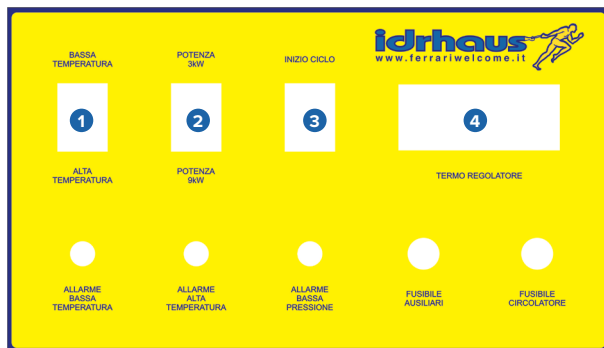 idrhaus
www.ferrariwelcome.it
BASSA
TEMPERATURA
POTENZA
3kW
INIZIO CICLO
1
2
3
4
ALTA
TEMPERATURA
POTENZA
9kW
TERMO REGOLATORE
ALLARME
BASSA
TEMPERATURA
ALLARME
ALTA
TEMPERATURA
ALLARME
BASSA
PRESSIONE
FUSIBILE
AUSILIARI
FUSIBILE
CIRCOLATORE